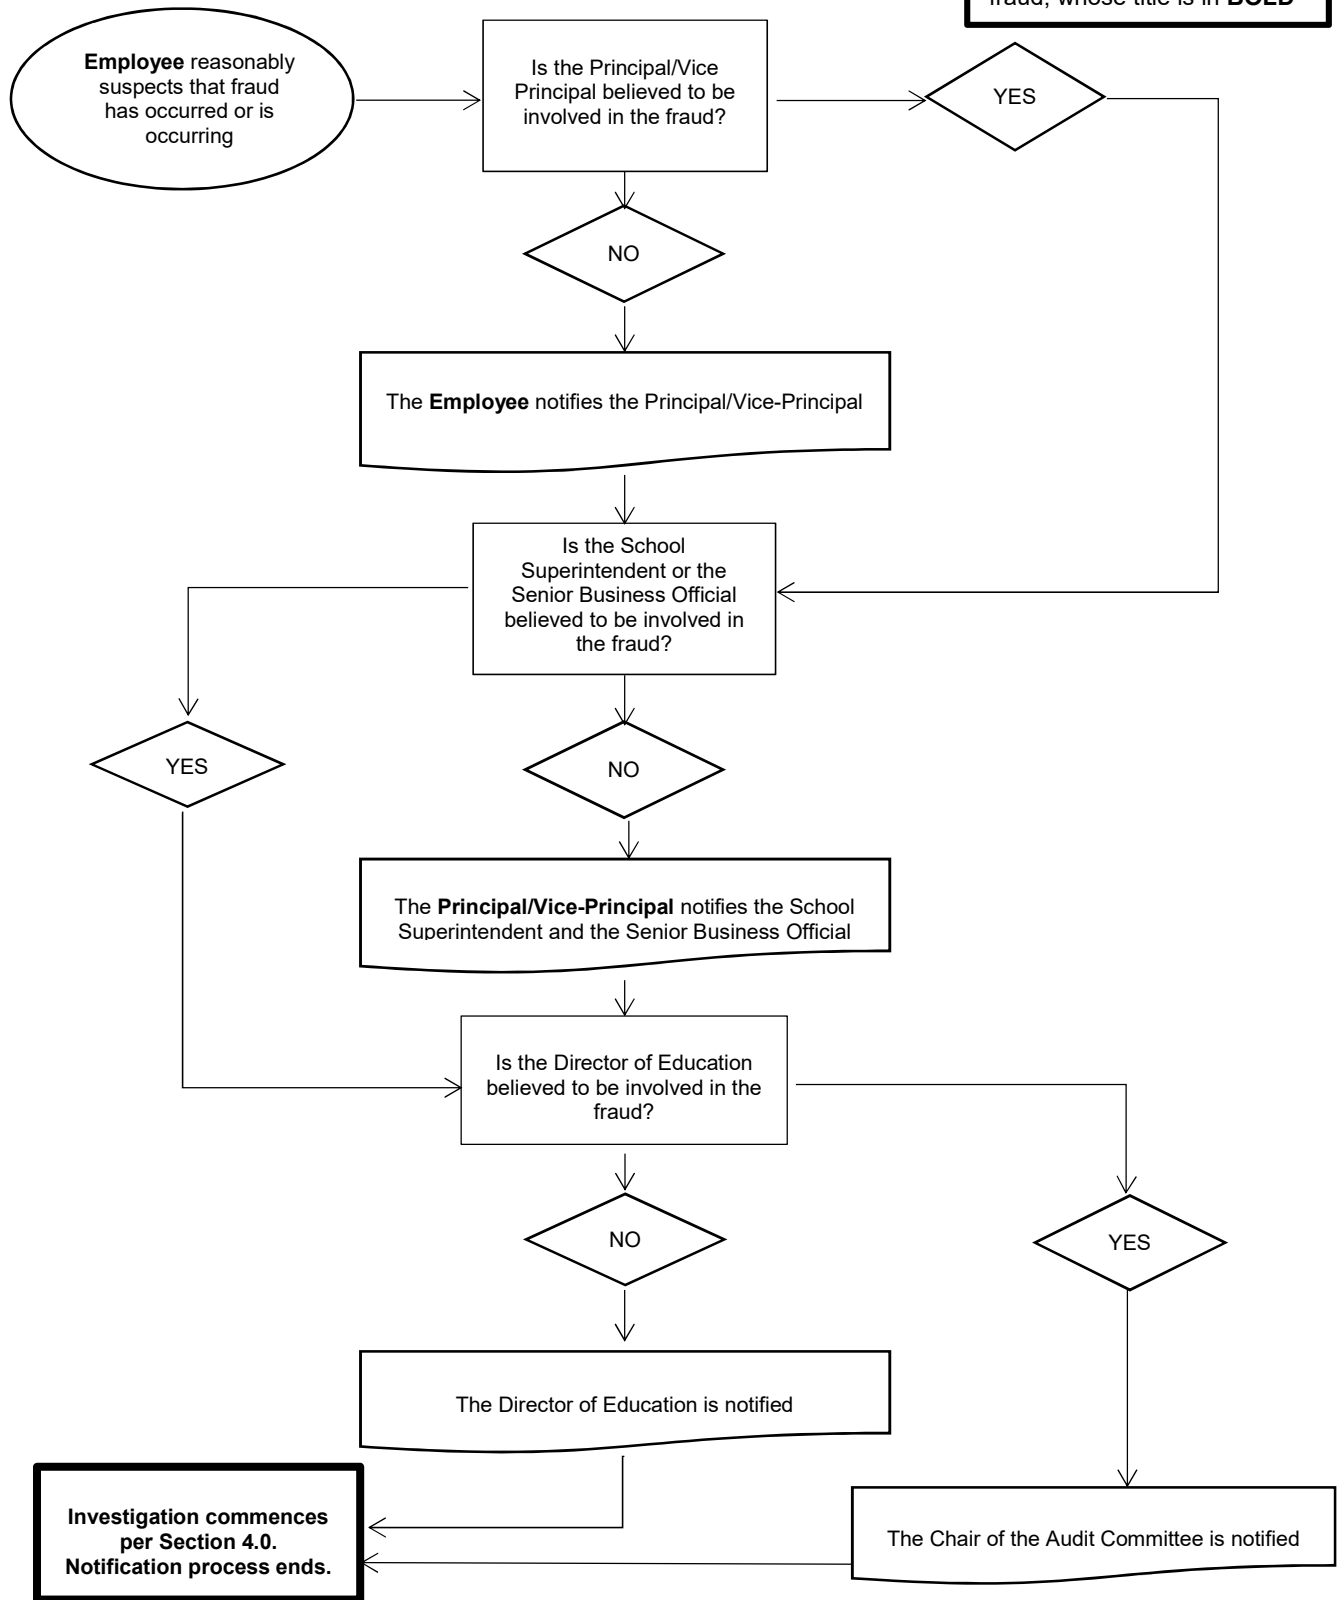 fraud, whose title is in BOLD
Employee reasonably
suspects that fraud
has occurred or is
occurring
Is the Principal/Vice
Principal believed to be
involved in the fraud?
YES
NO
The Employee notifies the Principal/Vice-Principal
Is the School
Superintendent or the
Senior Business Official
believed to be involved in
the fraud?
YES
NO
The Principal/Vice-Principal notifies the School
Superintendent and the Senior Business Official
Is the Director of Education
believed to be involved in the
fraud?
NO
YES
The Director of Education is notified
Investigation commences
per Section 4.0.
Notification process ends.
The Chair of the Audit Committee is notified